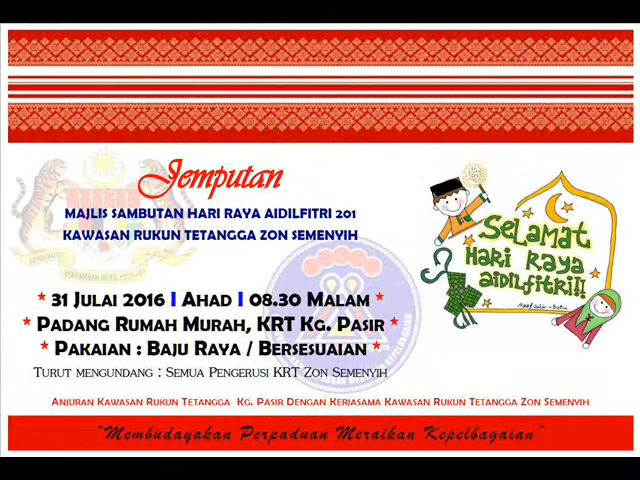 Jemputan
MAJLIS SAMBUTAN HARI RAYA AIDILFITRI 201
KAWASAN RUKUN TETANGGA ZON SEMENYIH
SELAMAT
HARI RAYA
AIDILFITRI!!
Maaf Zahir & Batin
* 31 JULAI 2016 I AHAD I 08.30 MALAM *
* PADANG RUMAH MURAH, KRT KG. PASIR *
* PAKAIAN : BAJU RAYA / BERSESUAIAN *
TURUT MENGUNDANG : SEMUA PENGERUSI KRT ZON SEMENYIH
ANJURAN KAWASAN RUKUN TETANGGA KG. PASIR DENGAN KERJASAMA KAWASAN RUKUN TETANGGA ZON SEMENYIH
"Membudayakan Perpaduan Meraikan Kepelbagaian"